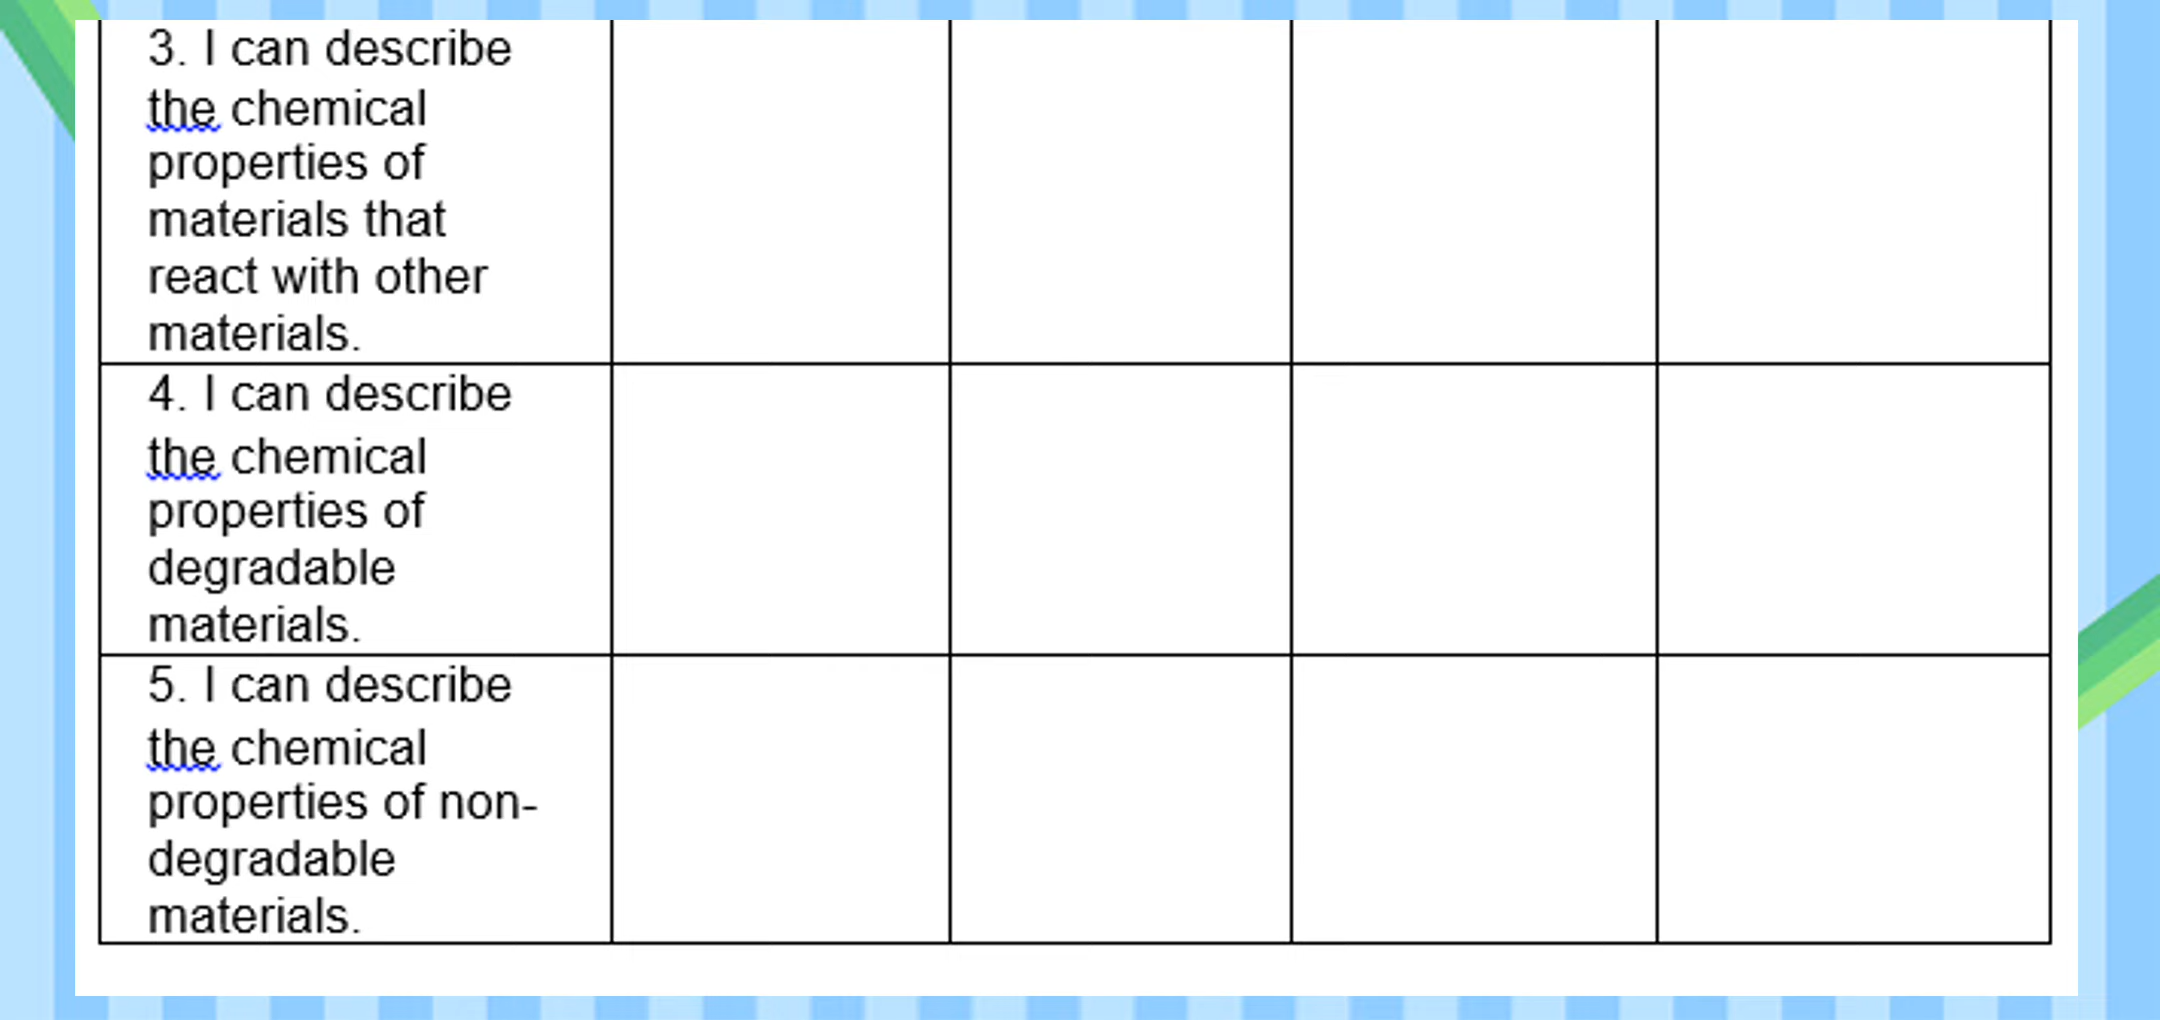 3. I can describe
the chemical
properties of
materials that
react with other
materials.
4. I can describe
the chemical
properties of
degradable
materials.
5. I can describe
the chemical
properties of non-
degradable
materials.